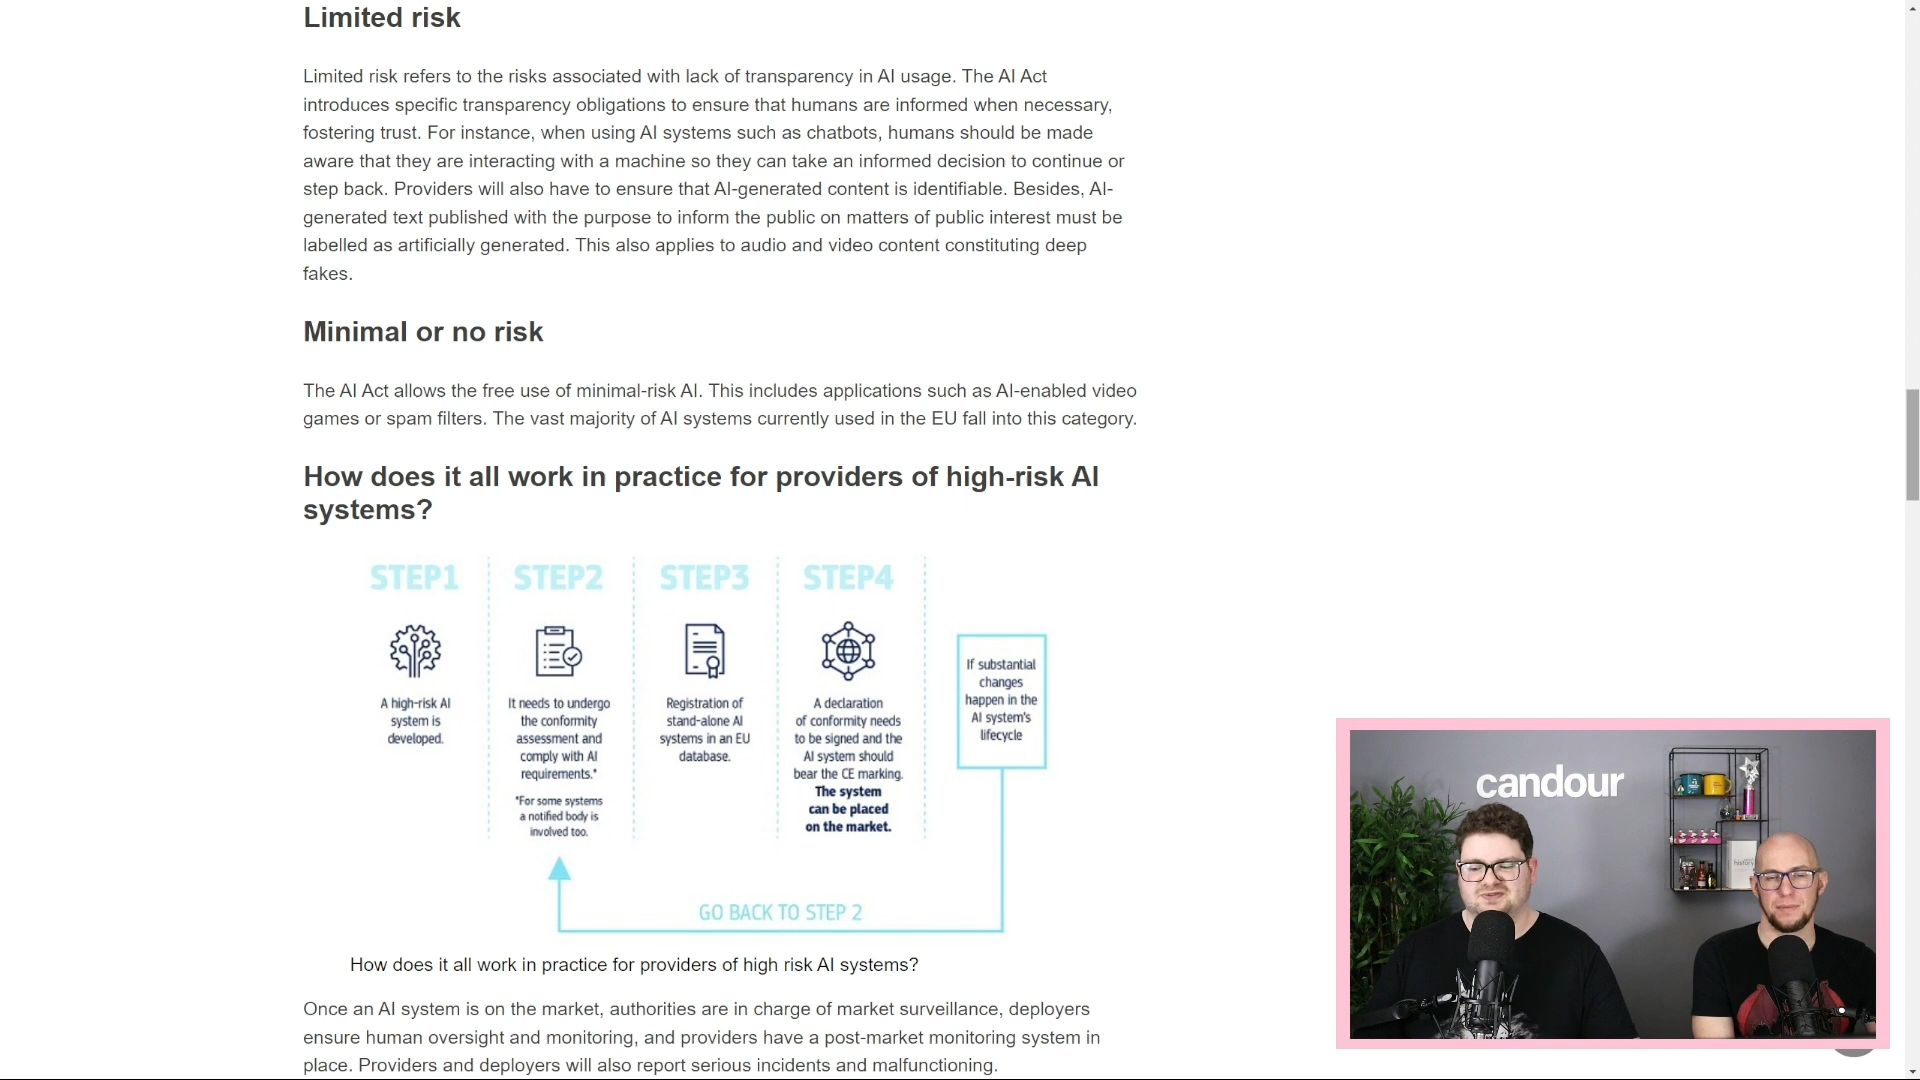 Limited risk
Limited risk refers to the risks associated with lack of transparency in AI usage. The AI Act
introduces specific transparency obligations to ensure that humans are informed when necessary,
fostering trust. For instance, when using AI systems such as chatbots, humans should be made
aware that they are interacting with a machine so they can take an informed decision to continue or
step back. Providers will also have to ensure that AI-generated content is identifiable. Besides, AI-
generated text published with the purpose to inform the public on matters of public interest must be
labelled as artificially generated. This also applies to audio and video content constituting deep
fakes.
Minimal or no risk
The AI Act allows the free use of minimal-risk AI. This includes applications such as AI-enabled video
games or spam filters. The vast majority of AI systems currently used in the EU fall into this category.
How does it all work in practice for providers of high-risk AI
systems?
STEP1
A high-risk AI
system is
developed.
STEP2
It needs to undergo
the conformity
assessment and
comply with AI
requirements.*
*For some systems
a notified body is
involved too.
STEP3
Registration of
stand-alone AI
systems in an EU
database.
STEP4
A declaration
of conformity needs
to be signed and the
AI system should
bear the CE marking.
The system
can be placed
on the market.
If substantial
changes
happen in the
AI system's
lifecycle
GO BACK TO STEP 2
How does it all work in practice for providers of high risk AI systems?
Once an AI system is on the market, authorities are in charge of market surveillance, deployers
ensure human oversight and monitoring, and providers have a post-market monitoring system in
place. Providers and deployers will also report serious incidents and malfunctioning.
candour
history